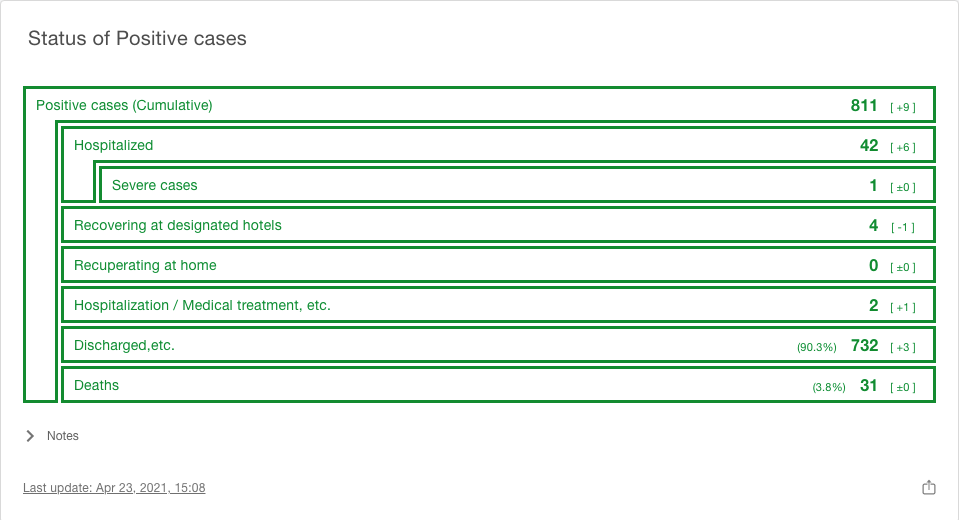 Status of Positive cases
Positive cases (Cumulative) 811 [ +9 ]
Hospitalized 42 [ +6 ]
Severe cases 1 [ ±0 ]
Recovering at designated hotels 4 [ -1 ]
Recuperating at home 0 [ ±0 ]
Hospitalization / Medical treatment, etc. 2 [ +1 ]
Discharged,etc. (90.3%) 732 [ +3 ]
Deaths (3.8%) 31 [ ±0 ]
Notes
Last update: Apr 23, 2021, 15:08